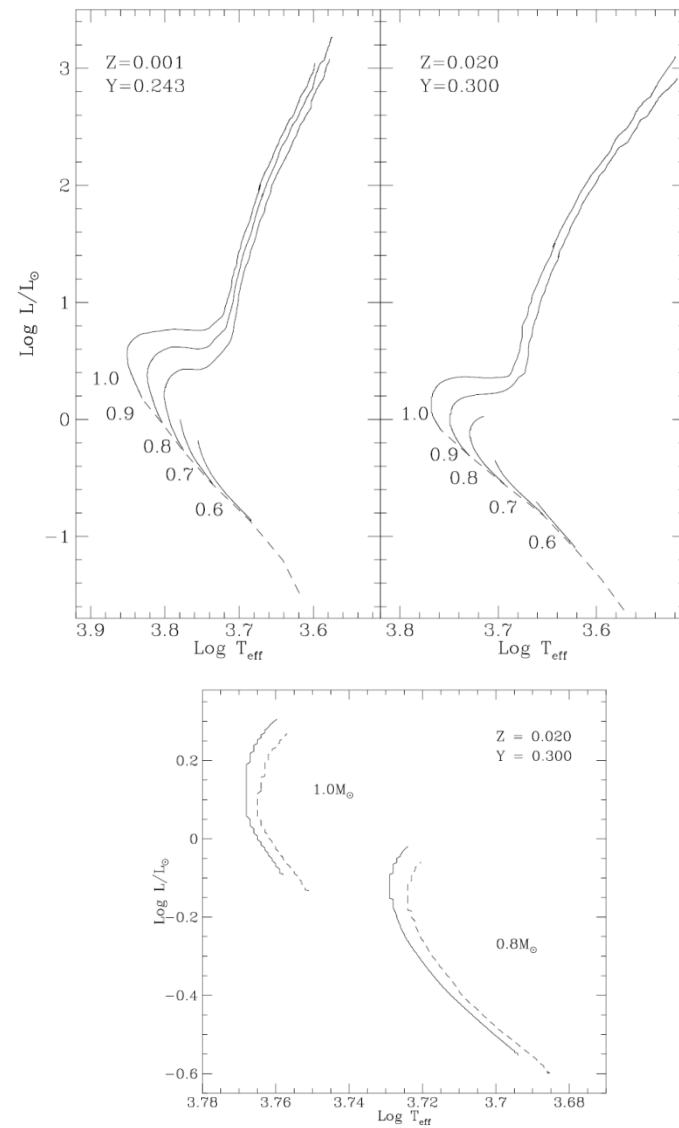 Z=0.001
Y=0.243
Z=0.020
Y=0.300
3
2
1
0
−1
Log L/L☉
1.0
0.9
0.8
0.7
0.6
1.0
0.9
0.8
0.7
0.6
3.9 3.8 3.7 3.6
3.8 3.7 3.6
Log Teff
Log Teff
Z = 0.020
Y = 0.300
0.2
0
−0.2
−0.4
−0.6
Log L/L☉
1.0M☉
0.8M☉
3.78 3.76 3.74 3.72 3.7 3.68
Log Teff